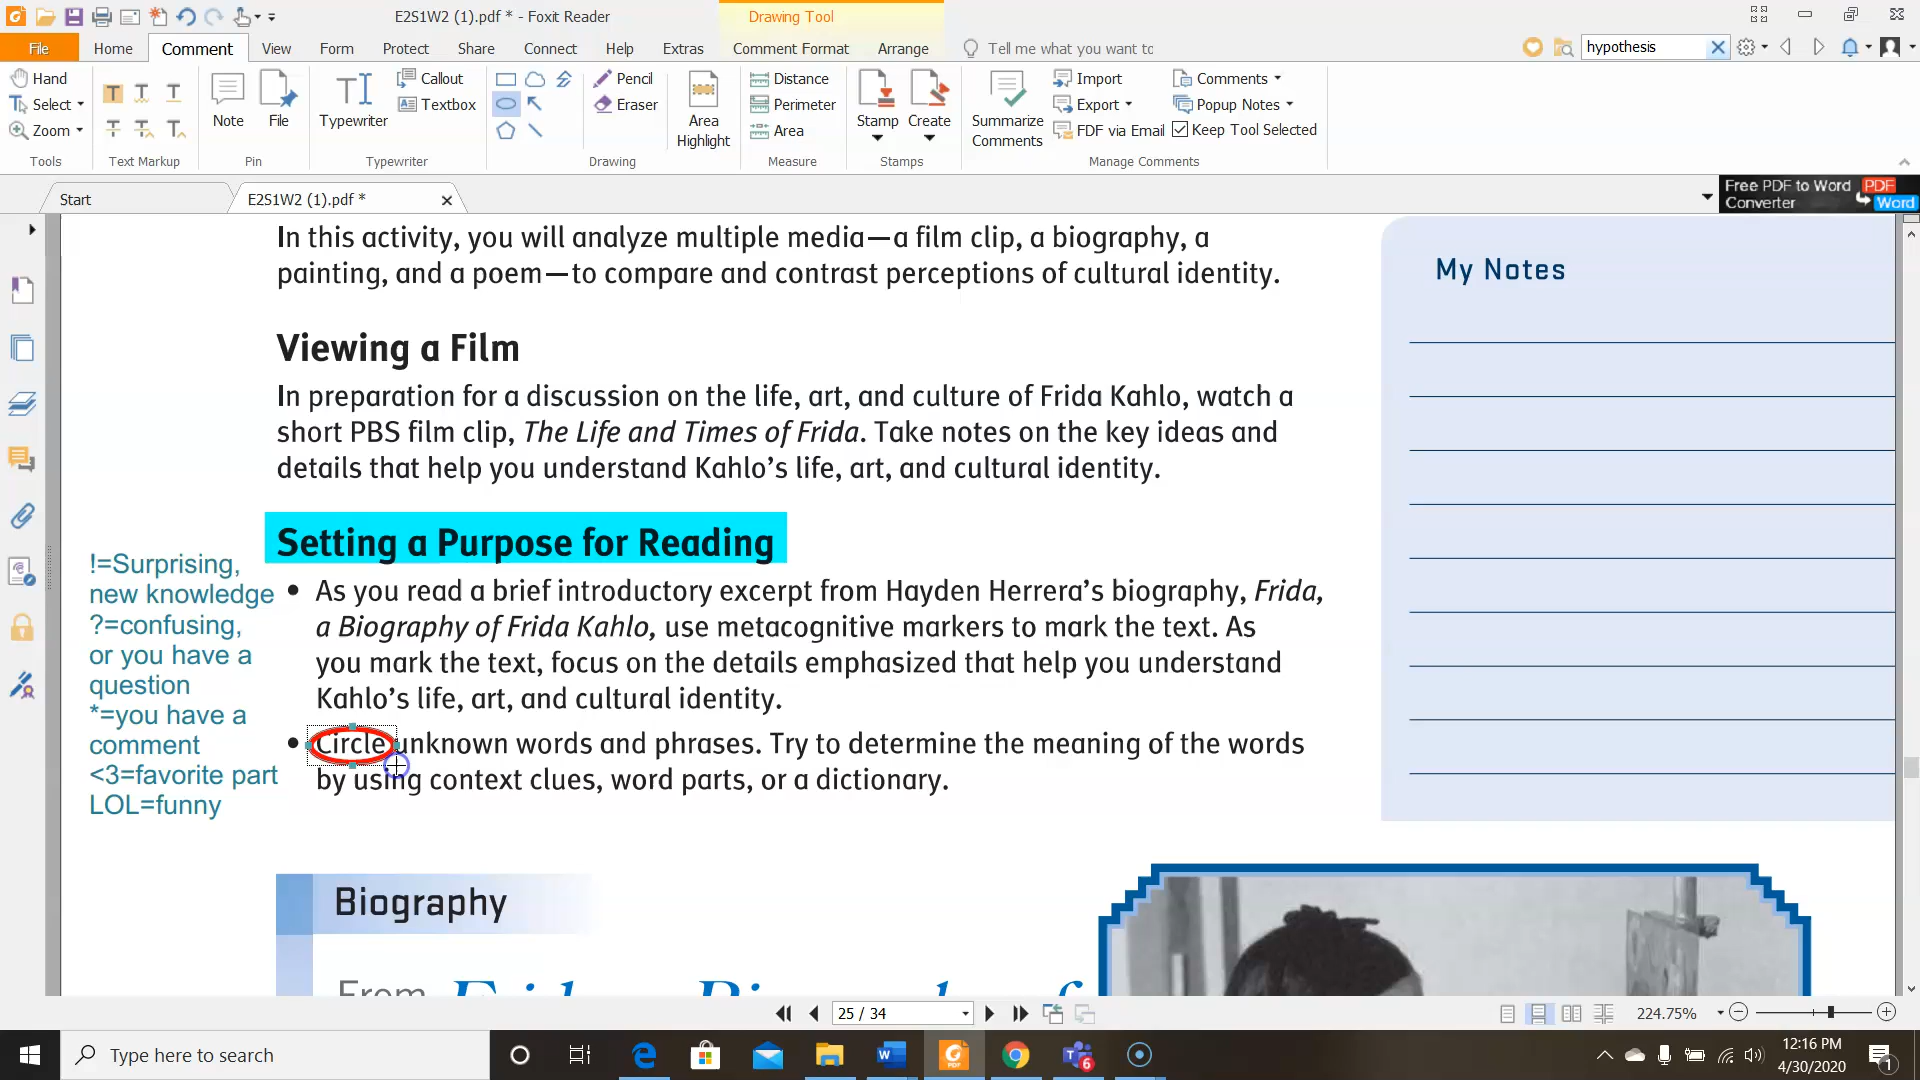 E2S1W2 (1).pdf * - Foxit Reader
Drawing Tool
File Home Comment View Form Protect Share Connect Help Extras Comment Format Arrange Tell me what you want to
hypothesis
Hand
Select
Zoom
Tools
Text Markup
Note
File
Pin
Typewriter
Callout
Textbox
Typewriter
Pencil
Eraser
Drawing
Area
Highlight
Distance
Perimeter
Area
Measure
Stamp
Create
Stamps
Summarize
Comments
Import
Export
FDF via Email
Comments
Popup Notes
Keep Tool Selected
Manage Comments
Start
E2S1W2 (1).pdf *
Free PDF to Word
Converter
PDF
Word
In this activity, you will analyze multiple media—a film clip, a biography, a
painting, and a poem—to compare and contrast perceptions of cultural identity.
My Notes
Viewing a Film
In preparation for a discussion on the life, art, and culture of Frida Kahlo, watch a
short PBS film clip, The Life and Times of Frida. Take notes on the key ideas and
details that help you understand Kahlo's life, art, and cultural identity.
Setting a Purpose for Reading
!=Surprising,
new knowledge
?=confusing,
or you have a
question
*=you have a
comment
<3=favorite part
LOL=funny
• As you read a brief introductory excerpt from Hayden Herrera's biography, Frida,
a Biography of Frida Kahlo, use metacognitive markers to mark the text. As
you mark the text, focus on the details emphasized that help you understand
Kahlo's life, art, and cultural identity.
• Circle unknown words and phrases. Try to determine the meaning of the words
by using context clues, word parts, or a dictionary.
Biography
From
25 / 34
224.75%
Type here to search
6
12:16 PM
4/30/2020
1